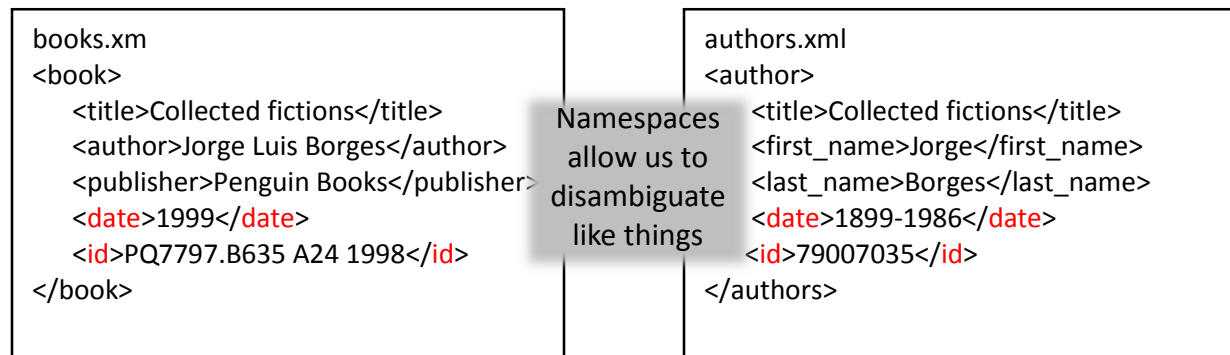 books.xm
<book>
<title>Collected fictions</title>
<author>Jorge Luis Borges</author>
<publisher>Penguin Books</publisher>
<date>1999</date>
<id>PQ7797.B635 A24 1998</id>
</book>
Namespaces
allow us to
disambiguate
like things
authors.xml
<author>
<title>Collected fictions</title>
<first_name>Jorge</first_name>
<last_name>Borges</last_name>
<date>1899-1986</date>
<id>79007035</id>
</authors>